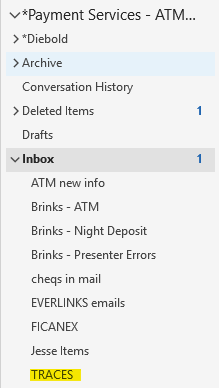 *Payment Services - ATM...
*Diebold
Archive
Conversation History
Deleted Items 1
Drafts
Inbox 1
ATM new info
Brinks - ATM
Brinks - Night Deposit
Brinks - Presenter Errors
cheqs in mail
EVERLINKS emails
FICANEX
Jesse Items
TRACES